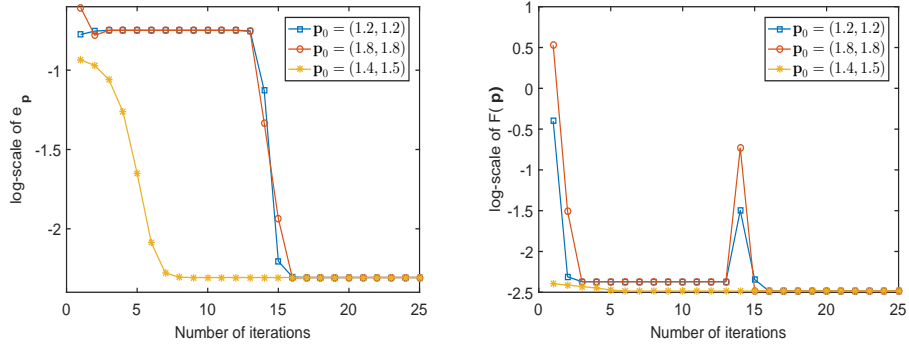 -1
-1.5
-2
0
5
10
15
20
25
Number of iterations
log-scale of e p
p0 = (1.2, 1.2)
p0 = (1.8, 1.8)
p0 = (1.4, 1.5)
1
0.5
0
-0.5
-1
-1.5
-2
-2.5
0
5
10
15
20
25
Number of iterations
log-scale of F( p)
p0 = (1.2, 1.2)
p0 = (1.8, 1.8)
p0 = (1.4, 1.5)